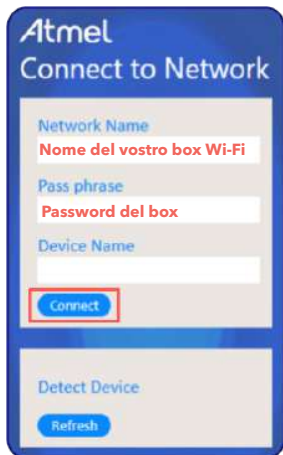 Atmel
Connect to Network
Network Name
Nome del vostro box Wi-Fi
Pass phrase
Password del box
Device Name
Connect
Detect Device
Refresh